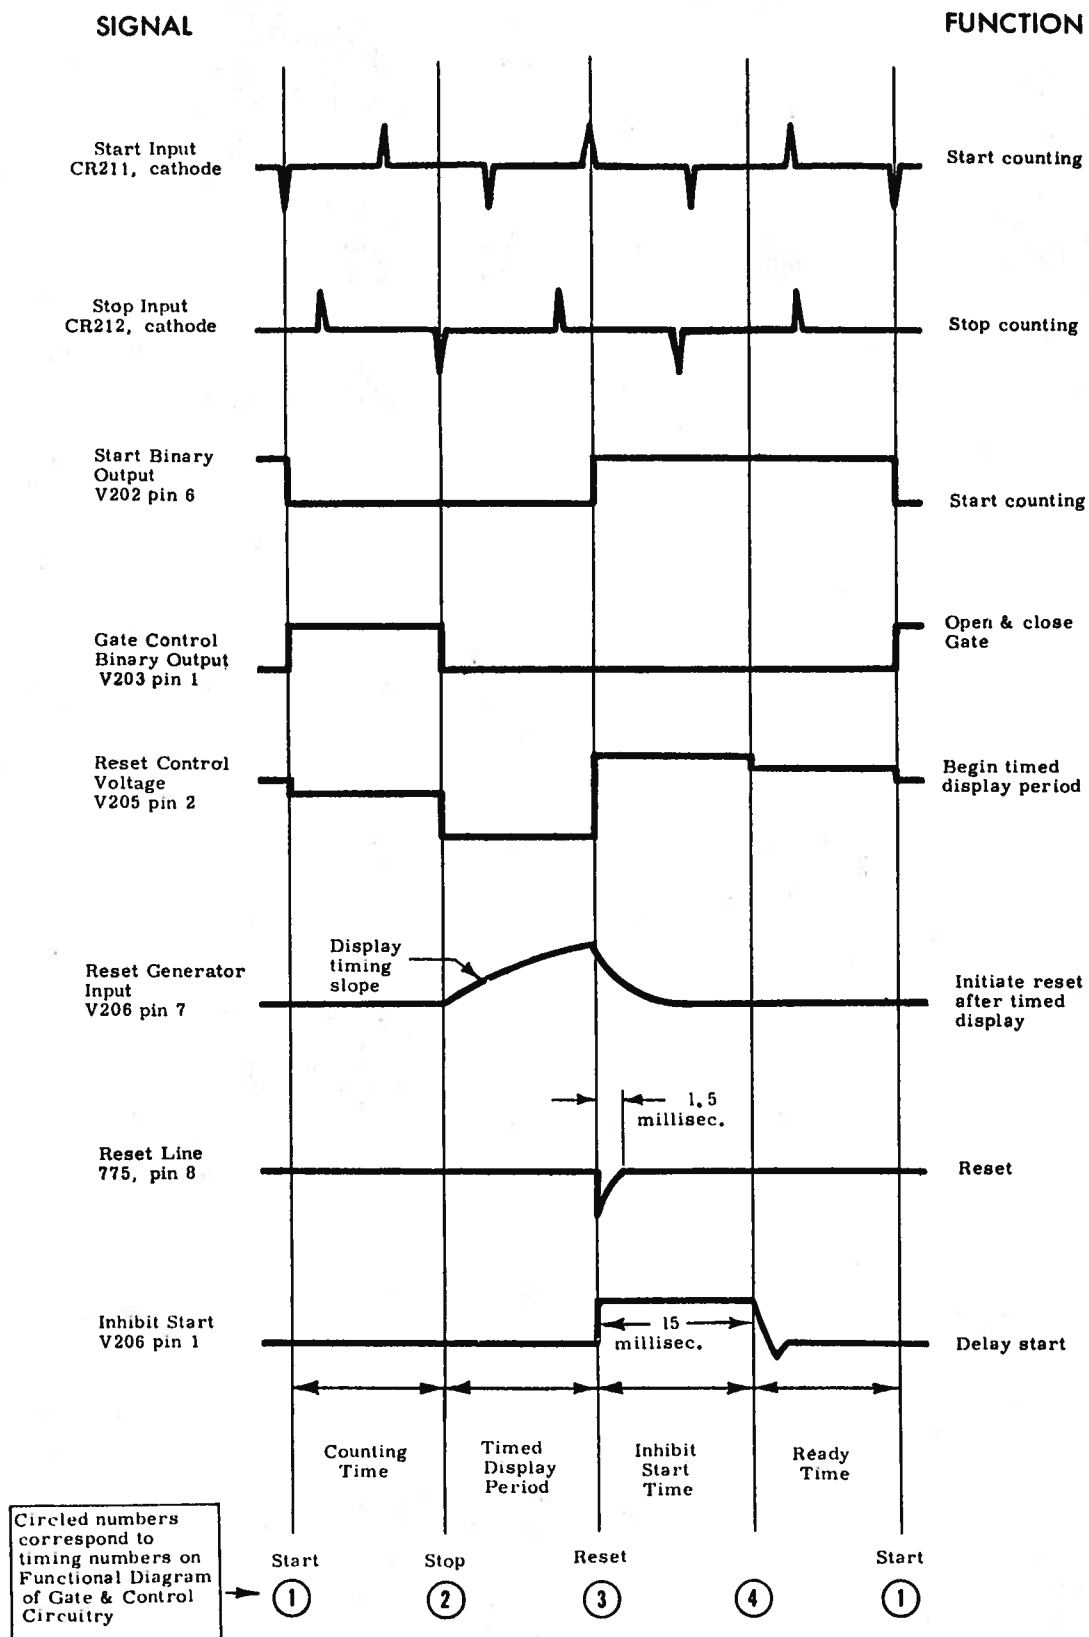 SIGNAL
FUNCTION
Start Input
CR211, cathode
Start counting
Stop Input
CR212, cathode
Stop counting
Start Binary
Output
V202 pin 6
Start counting
Gate Control
Binary Output
V203 pin 1
Open & close
Gate
Reset Control
Voltage
V205 pin 2
Begin timed
display period
Display
timing
slope
Reset Generator
Input
V206 pin 7
Initiate reset
after timed
display
1.5
millisec.
Reset Line
775, pin 8
Reset
Inhibit Start
V206 pin 1
15
millisec.
Delay start
Counting
Time
Timed
Display
Period
Inhibit
Start
Time
Ready
Time
Circled numbers
correspond to
timing numbers on
Functional Diagram
of Gate & Control
Circuitry
Start
Stop
Reset
Start
1
2
3
4
1